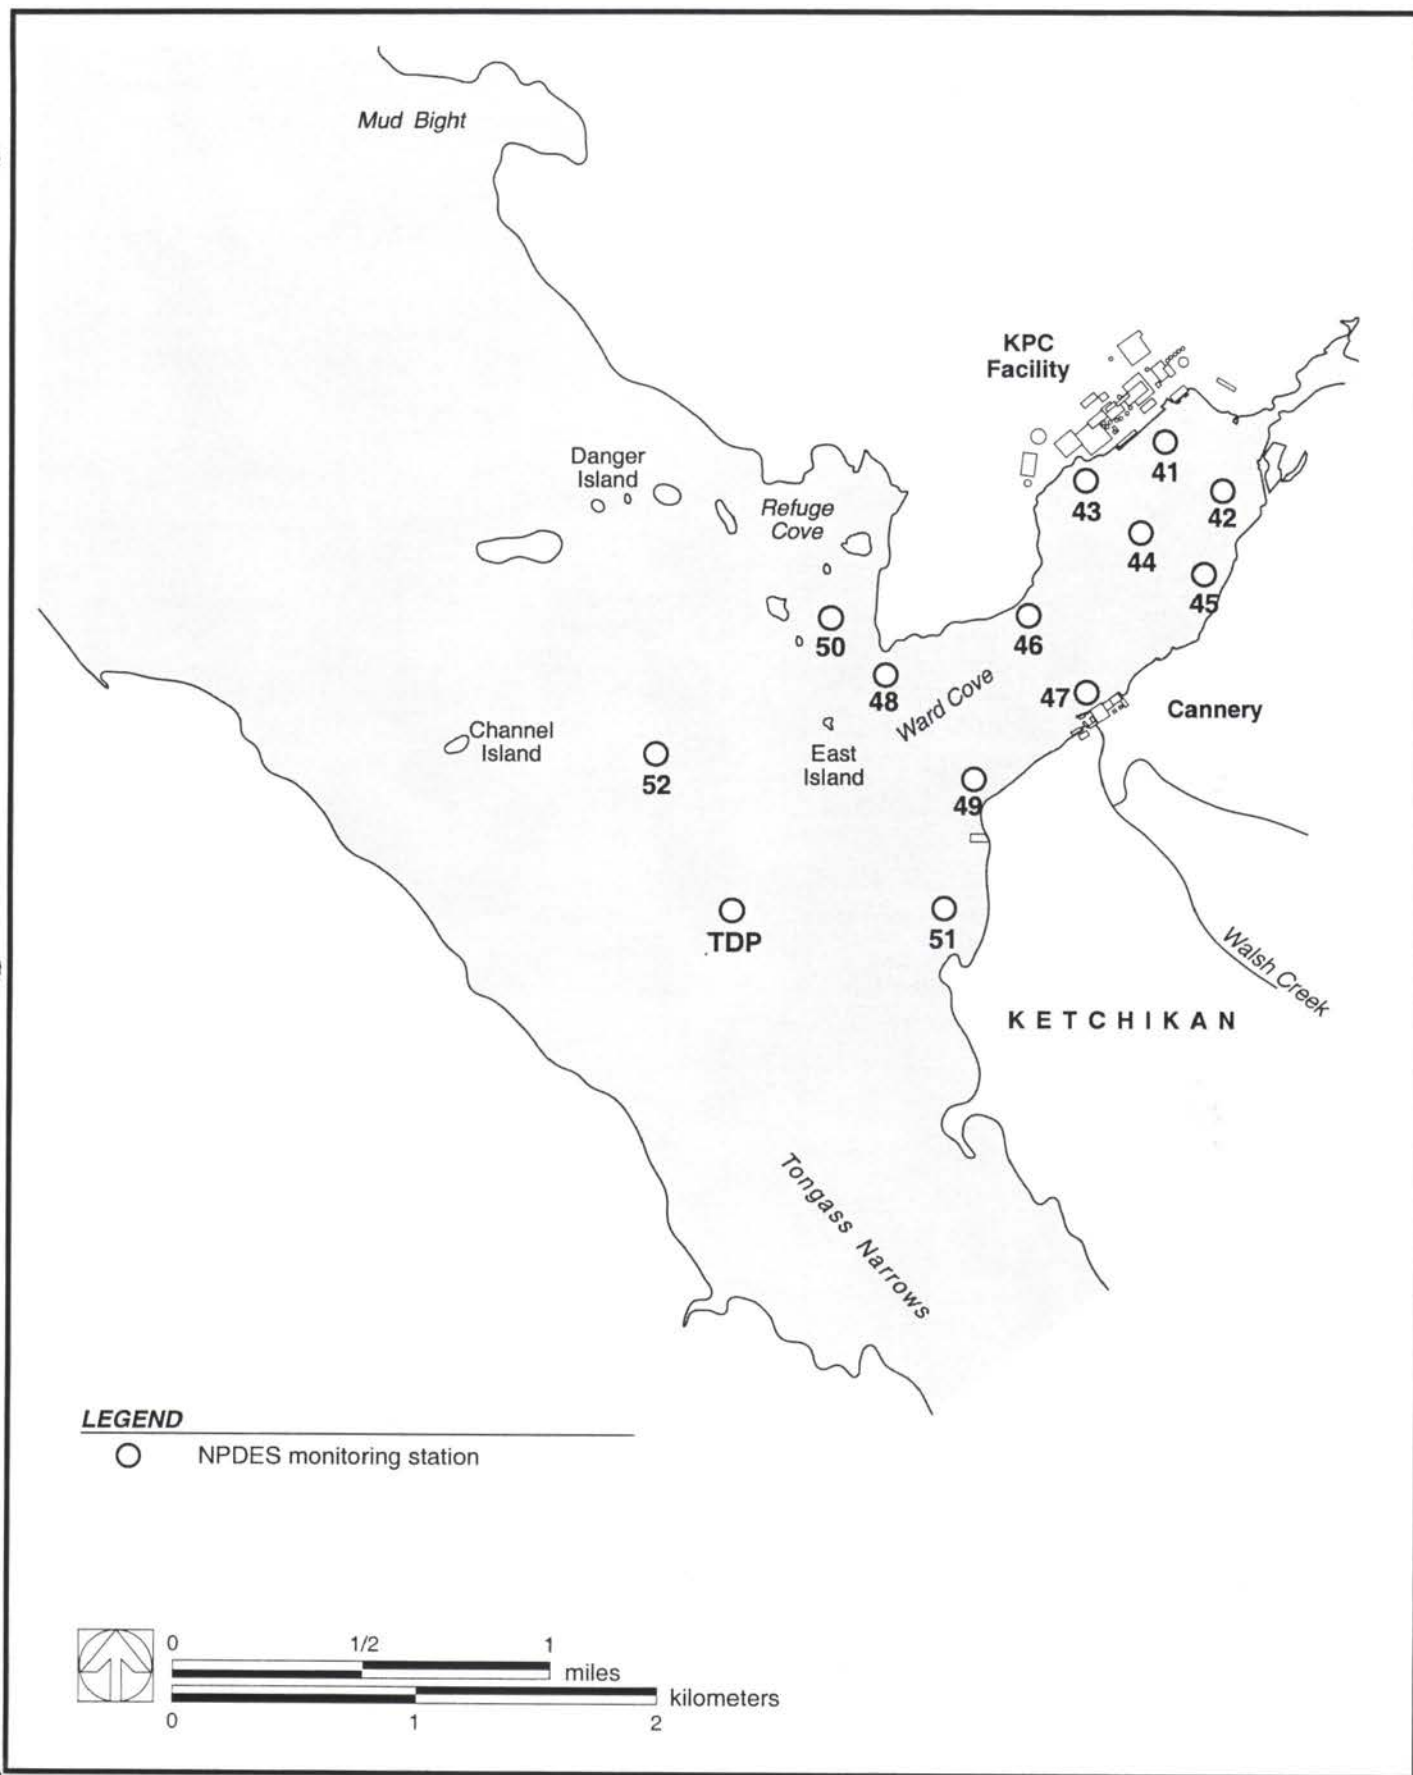 Mud Bight
KPC
Facility
Danger
Island
Refuge
Cove
41
43
42
44
45
50
46
48
Ward Cove
47
Cannery
Channel
Island
52
East
Island
49
TDP
51
Walsh Creek
KETCHIKAN
Tongass Narrows
LEGEND
NPDES monitoring station
0 1/2 1
miles
kilometers
0 1 2